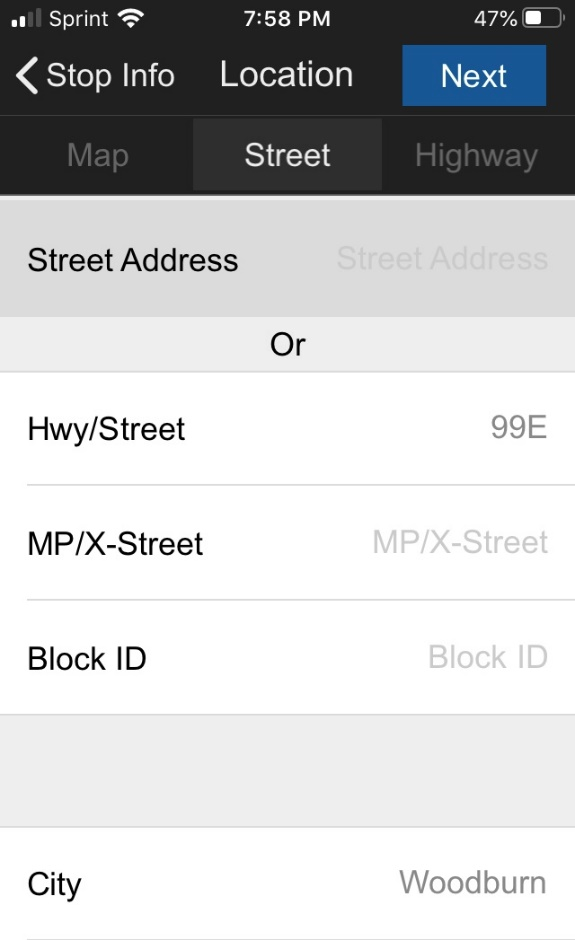 Sprint 7:58 PM 47%
Stop Info Location Next
Map Street Highway
Street Address Street Address
Or
Hwy/Street 99E
MP/X-Street MP/X-Street
Block ID Block ID
City Woodburn